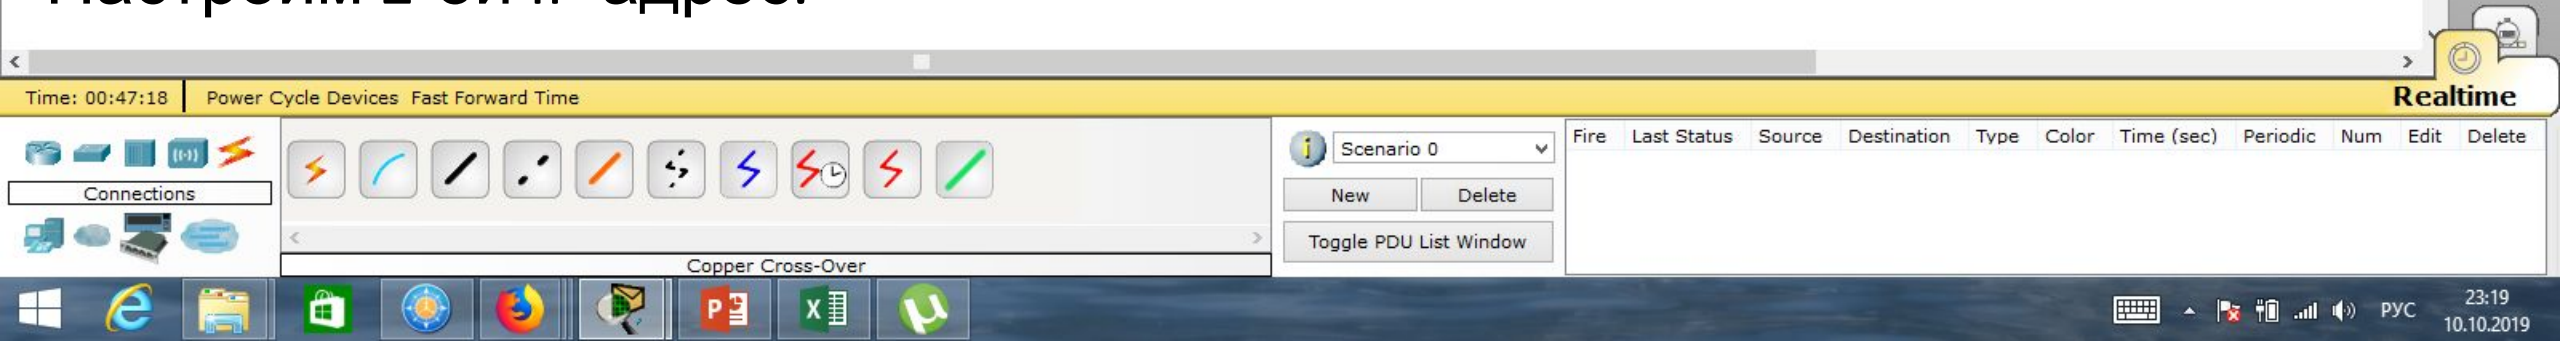 Time: 00:47:18 Power Cycle Devices Fast Forward Time Realtime
Connections
Copper Cross-Over
Scenario 0
New Delete
Toggle PDU List Window
Fire Last Status Source Destination Type Color Time (sec) Periodic Num Edit Delete
РУС
23:19
10.10.2019